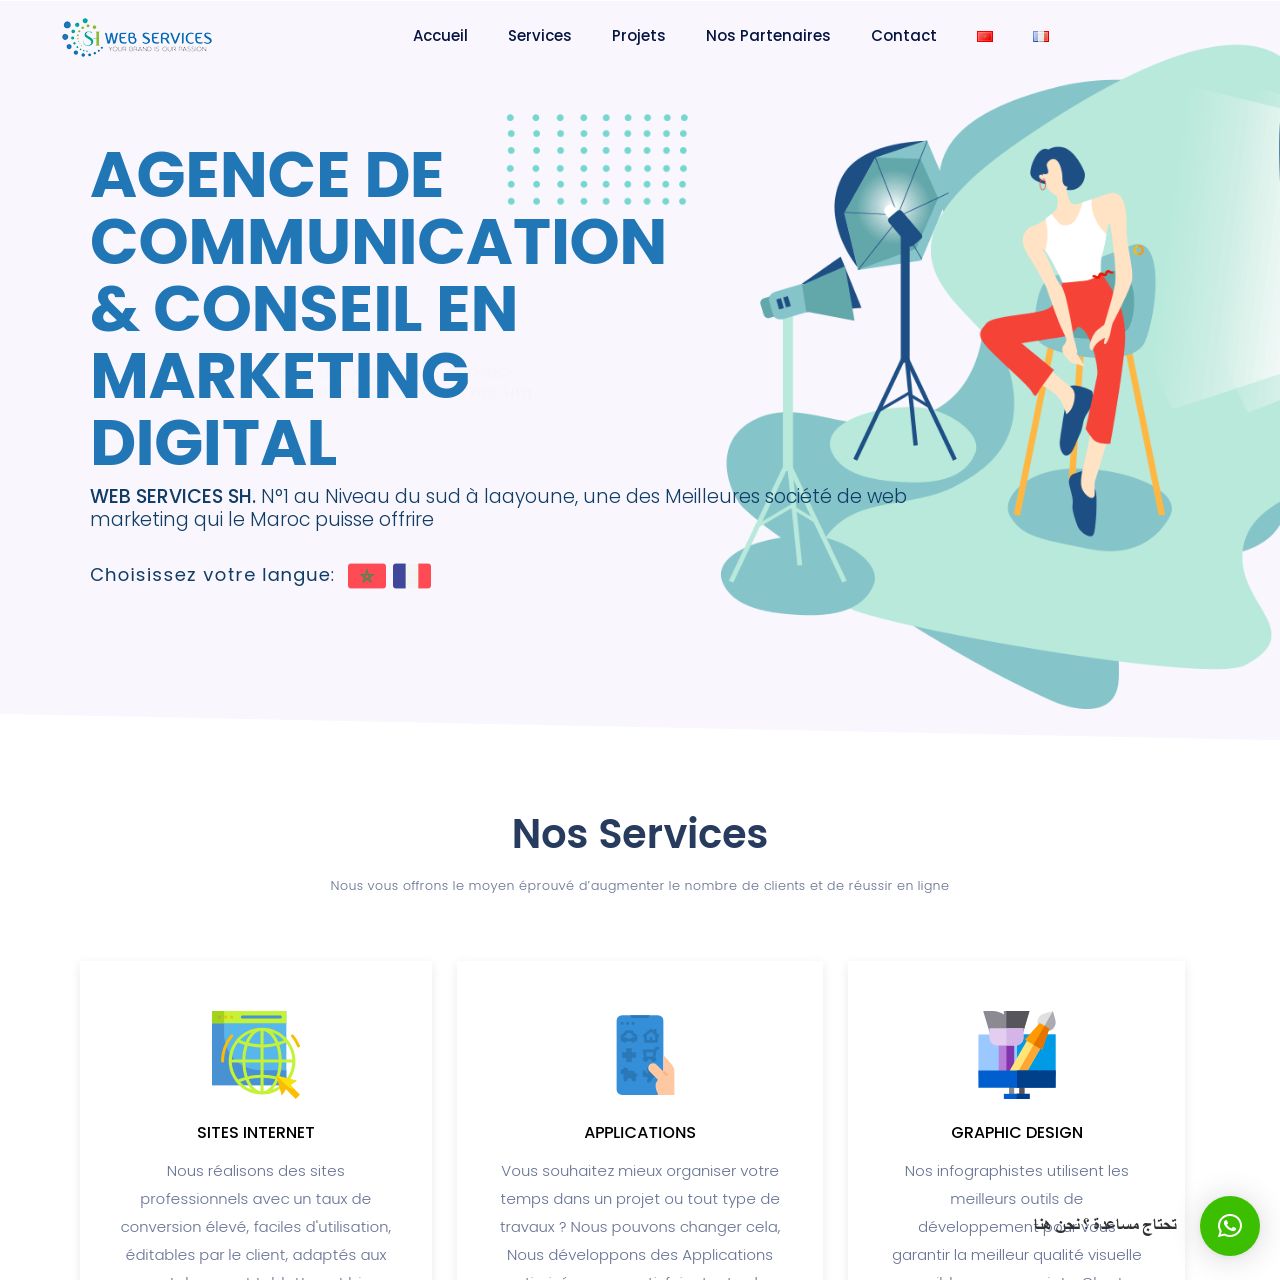 SH WEB SERVICES
YOUR BRAND IS OUR PASSION
Accueil Services Projets Nos Partenaires Contact
AGENCE DE
COMMUNICATION
& CONSEIL EN
MARKETING
DIGITAL
WEB SERVICES SH. N°1 au Niveau du sud à laayoune, une des Meilleures société de web
marketing qui le Maroc puisse offrire
Choisissez votre langue:
Nos Services
Nous vous offrons le moyen éprouvé d’augmenter le nombre de clients et de réussir en ligne
SITES INTERNET
Nous réalisons des sites
professionnels avec un taux de
conversion élevé, faciles d'utilisation,
éditables par le client, adaptés aux
APPLICATIONS
Vous souhaitez mieux organiser votre
temps dans un projet ou tout type de
travaux ? Nous pouvons changer cela,
Nous développons des Applications
GRAPHIC DESIGN
Nos infographistes utilisent les
meilleurs outils de
développement pour vous
garantir la meilleur qualité visuelle
تحتاج مساعدة ؟ نحن هنا